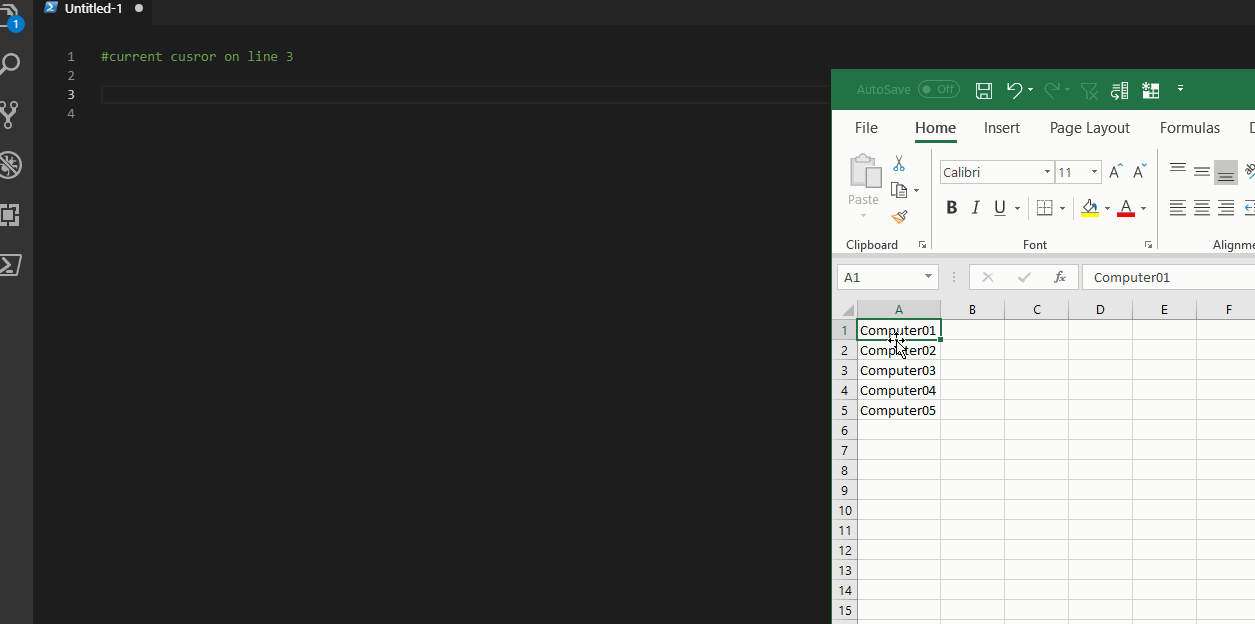 1
Untitled-1
1 #current cusror on line 3
2
3
4
AutoSave Off
File Home Insert Page Layout Formulas
Paste
Calibri 11 A A
B I U A
Clipboard Font Alignme
A1 fx Computer01
A B C D E F
1 Computer01
2 Computer02
3 Computer03
4 Computer04
5 Computer05
6
7
8
9
10
11
12
13
14
15